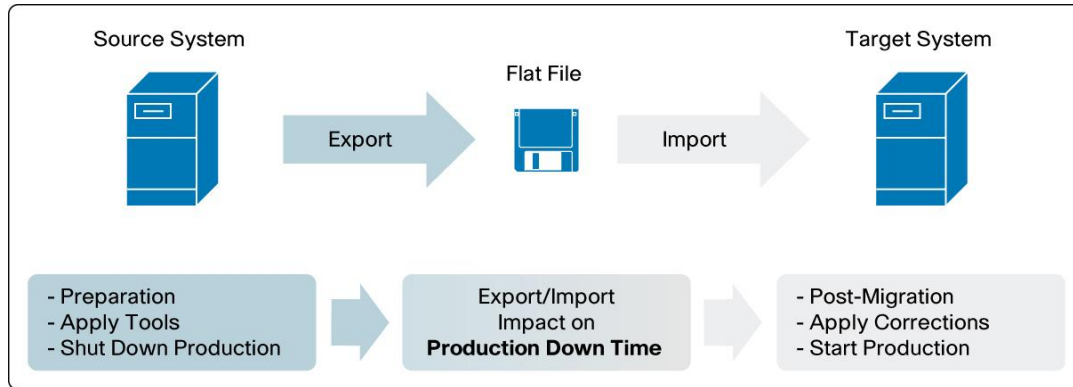 Source System
Flat File
Target System
Export
Import
- Preparation
- Apply Tools
- Shut Down Production
Export/Import
Impact on
Production Down Time
- Post-Migration
- Apply Corrections
- Start Production